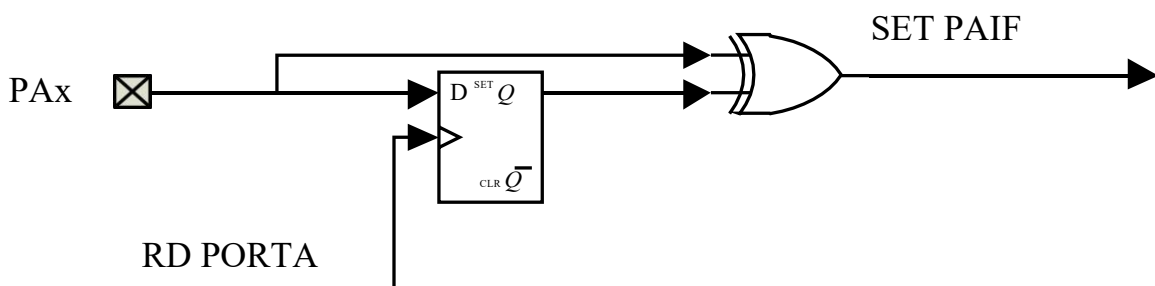 SET PAIF
PAx
D SET Q
CLR Q̅
RD PORTA